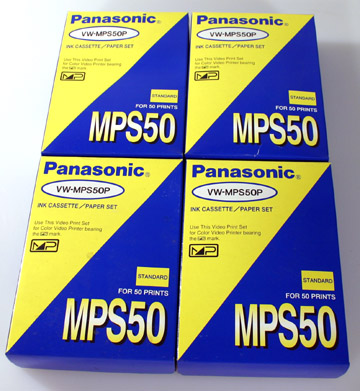 Panasonic®
VW-MPS50P
INK CASSETTE/PAPER SET
Use This Video Print Set
for Color Video Printer bearing
the MP mark.
MP
STANDARD
FOR 50 PRINTS
MPS50
Panasonic®
VW-MPS50P
INK CASSETTE/PAPER SET
Use This Video Print Set
for Color Video Printer bearing
the MP mark.
MP
STANDARD
FOR 50 PRINTS
MPS50
Panasonic®
VW-MPS50P
INK CASSETTE/PAPER SET
Use This Video Print Set
for Color Video Printer bearing
the MP mark.
MP
STANDARD
FOR 50 PRINTS
MPS50
Panasonic®
VW-MPS50P
INK CASSETTE/PAPER SET
Use This Video Print Set
for Color Video Printer bearing
the MP mark.
MP
STANDARD
FOR 50 PRINTS
MPS50